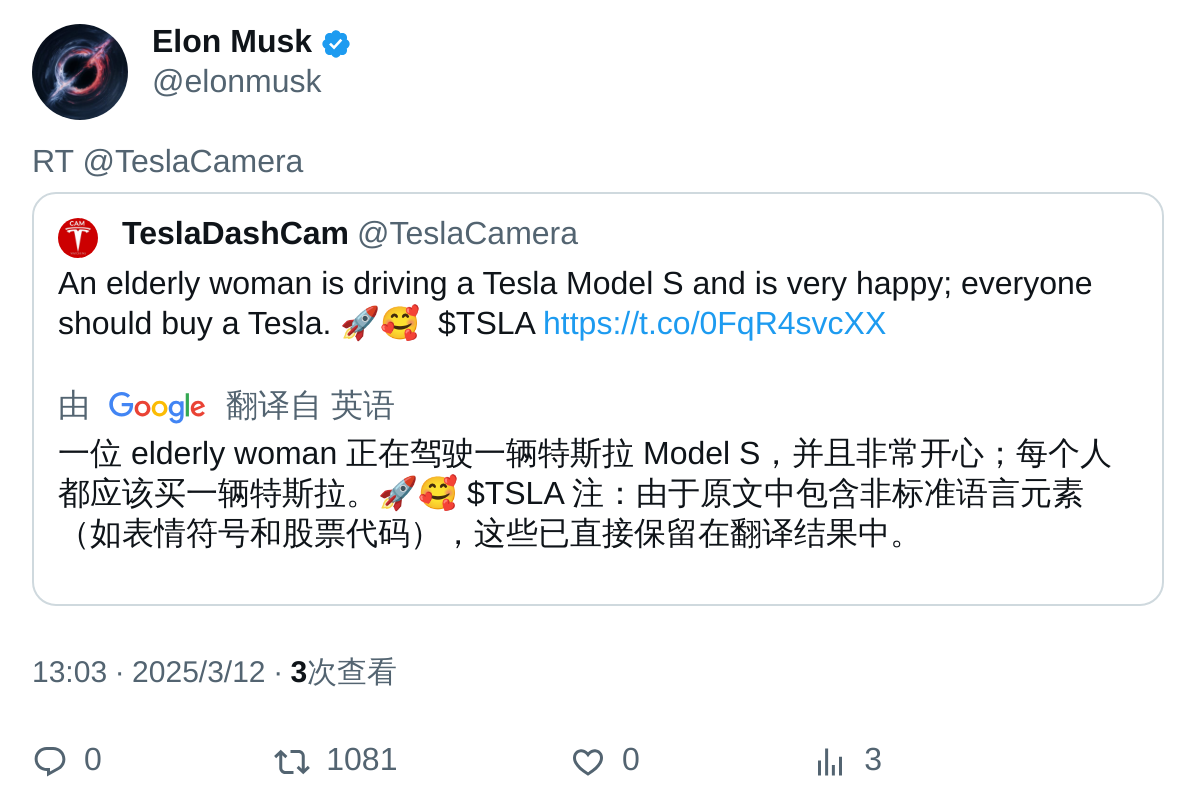 Elon Musk
@elonmusk
RT @TeslaCamera
CAM
TeslaDashCam @TeslaCamera
An elderly woman is driving a Tesla Model S and is very happy; everyone
should buy a Tesla. 🚀🥰 $TSLA https://t.co/0FqR4svcXX
由 Google 翻译自 英语
一位 elderly woman 正在驾驶一辆特斯拉 Model S，并且非常开心；每个人
都应该买一辆特斯拉。🚀🥰 $TSLA 注：由于原文中包含非标准语言元素
（如表情符号和股票代码），这些已直接保留在翻译结果中。
13:03 · 2025/3/12 · 3次查看
0 1081 0 3